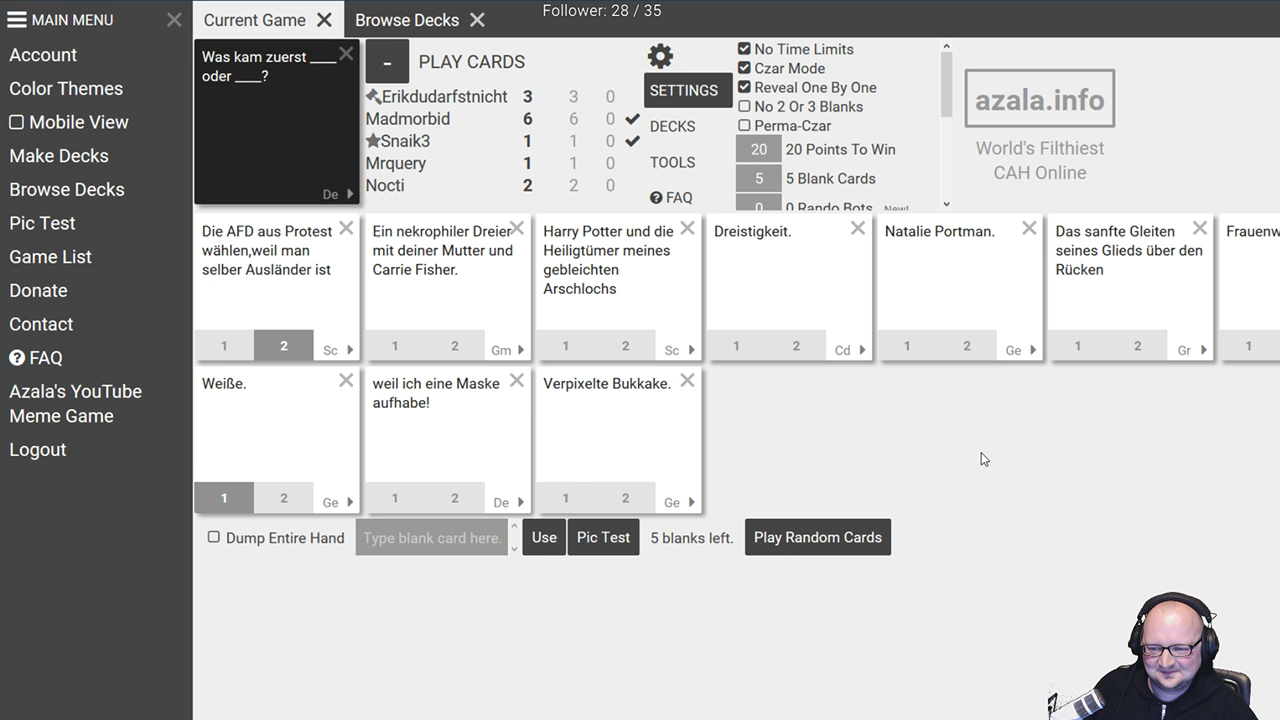 Follower: 28 / 35
MAIN MENU
Account
Color Themes
Mobile View
Make Decks
Browse Decks
Pic Test
Game List
Donate
Contact
FAQ
Azala's YouTube
Meme Game
Logout
Current Game
Browse Decks
Was kam zuerst ____
oder ____?
De
- PLAY CARDS
Erikdudarfstnicht 3 3 0
Madmorbid 6 6 0
Snaik3 1 1 0
Mrquery 1 1 0
Nocti 2 2 0
SETTINGS
DECKS
TOOLS
FAQ
No Time Limits
Czar Mode
Reveal One By One
No 2 Or 3 Blanks
Perma-Czar
20 20 Points To Win
5 5 Blank Cards
0 0 Rando Bots New!
azala.info
World's Filthiest
CAH Online
Die AFD aus Protest
wählen,weil man
selber Ausländer ist
1 2 Sc
Ein nekrophiler Dreier
mit deiner Mutter und
Carrie Fisher.
1 2 Gm
Harry Potter und die
Heiligtümer meines
gebleichten
Arschlochs
1 2 Sc
Dreistigkeit.
1 2 Cd
Natalie Portman.
1 2 Ge
Das sanfte Gleiten
seines Glieds über den
Rücken
1 2 Gr
Frauenw
1
Weiße.
1 2 Ge
weil ich eine Maske
aufhabe!
1 2 De
Verpixelte Bukkake.
1 2 Ge
Dump Entire Hand
Type blank card here.
Use
Pic Test
5 blanks left.
Play Random Cards